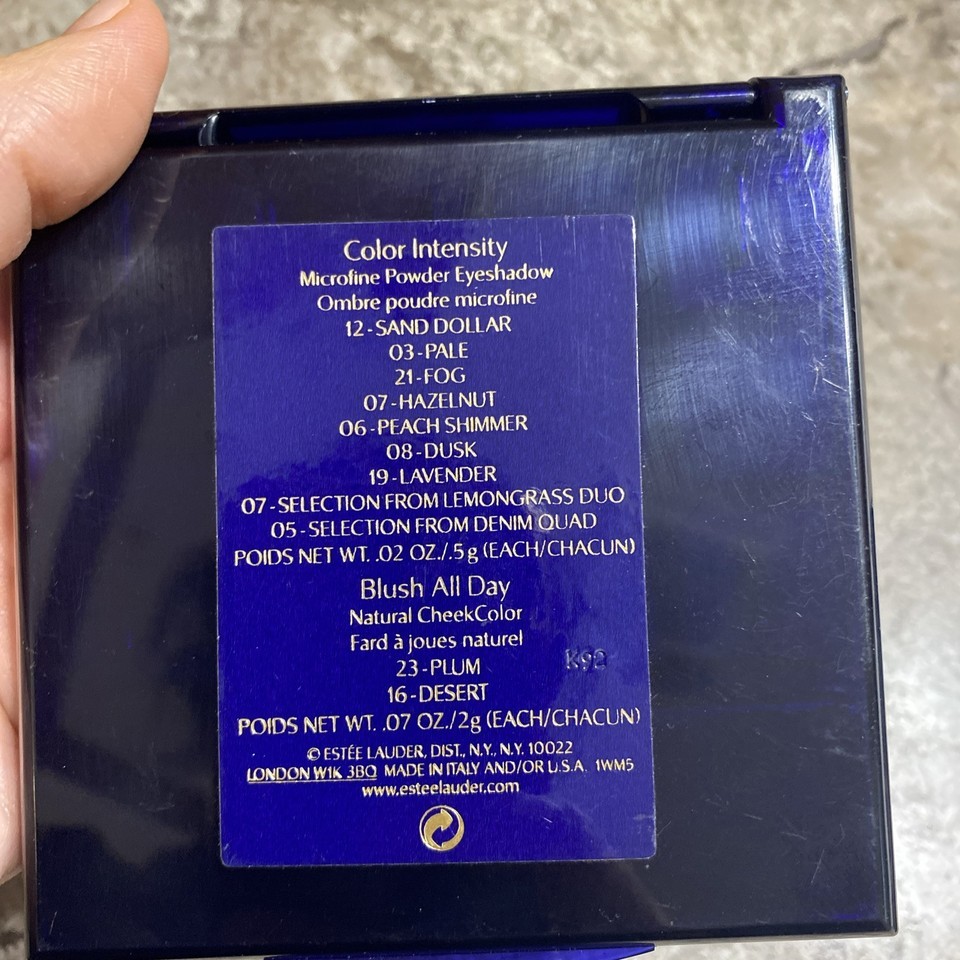 Color Intensity
Microfine Powder Eyeshadow
Ombre poudre microfine
12-SAND DOLLAR
03-PALE
21-FOG
07-HAZELNUT
06-PEACH SHIMMER
08-DUSK
19-LAVENDER
07-SELECTION FROM LEMONGRASS DUO
05-SELECTION FROM DENIM QUAD
POIDS NET WT. .02 OZ./.5g (EACH/CHACUN)
Blush All Day
Natural CheekColor
Fard à joues naturel
23-PLUM
K92
16-DESERT
POIDS NET WT. .07 OZ./2g (EACH/CHACUN)
© ESTÉE LAUDER, DIST., N.Y., N.Y. 10022
LONDON W1K 3BQ MADE IN ITALY AND/OR U.S.A. 1WM5
www.esteelauder.com